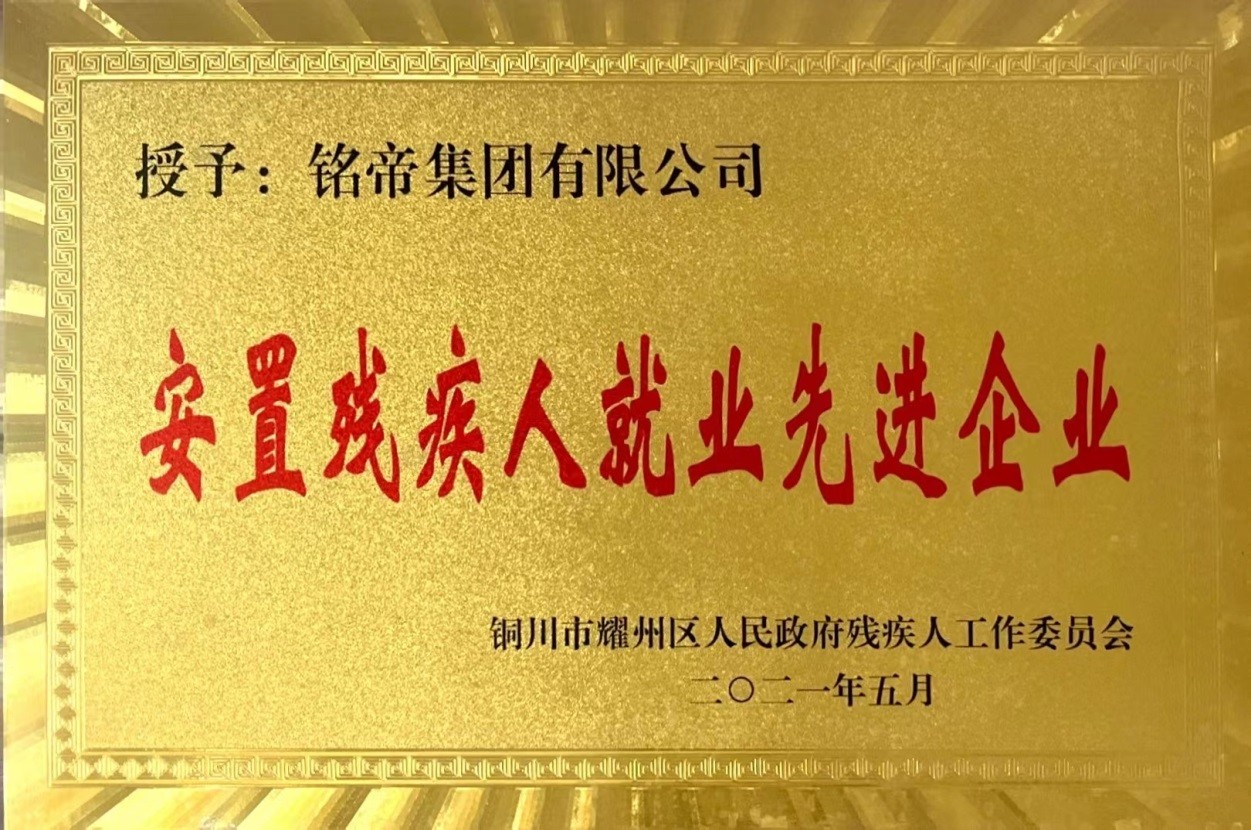 授予：铭帝集团有限公司
安置残疾人就业先进企业
铜川市耀州区人民政府残疾人工作委员会
二〇二一年五月